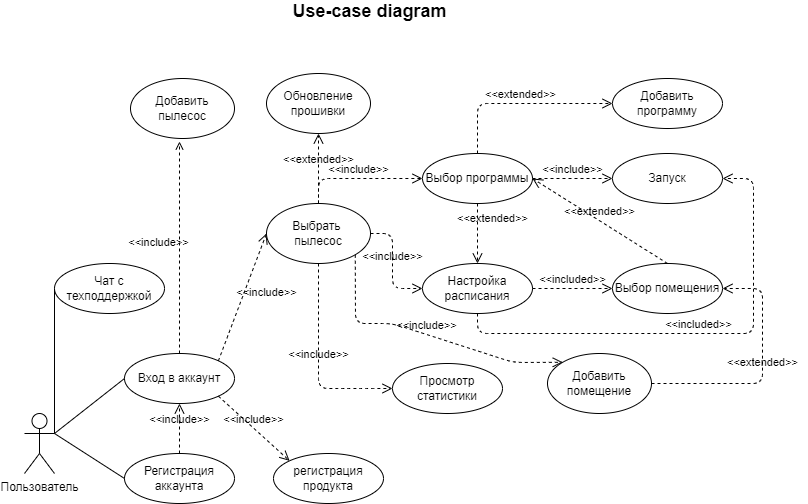 Use-case diagram
<<extended>>
Добавить
программу
Добавить
пылесос
Обновление
прошивки
<<extended>>
<<include>>
Выбор программы
<<include>>
Запуск
<<extended>>
<<extended>>
<<include>>
Выбрать
пылесос
<<include>>
Чат с
техподдержкой
<<include>>
Настройка
расписания
<<included>>
Выбор помещения
<<include>>
<<included>>
<<include>>
<<extended>>
Вход в аккаунт
Просмотр
статистики
Добавить
помещение
<<include>>
<<include>>
Пользователь
Регистрация
аккаунта
регистрация
продукта